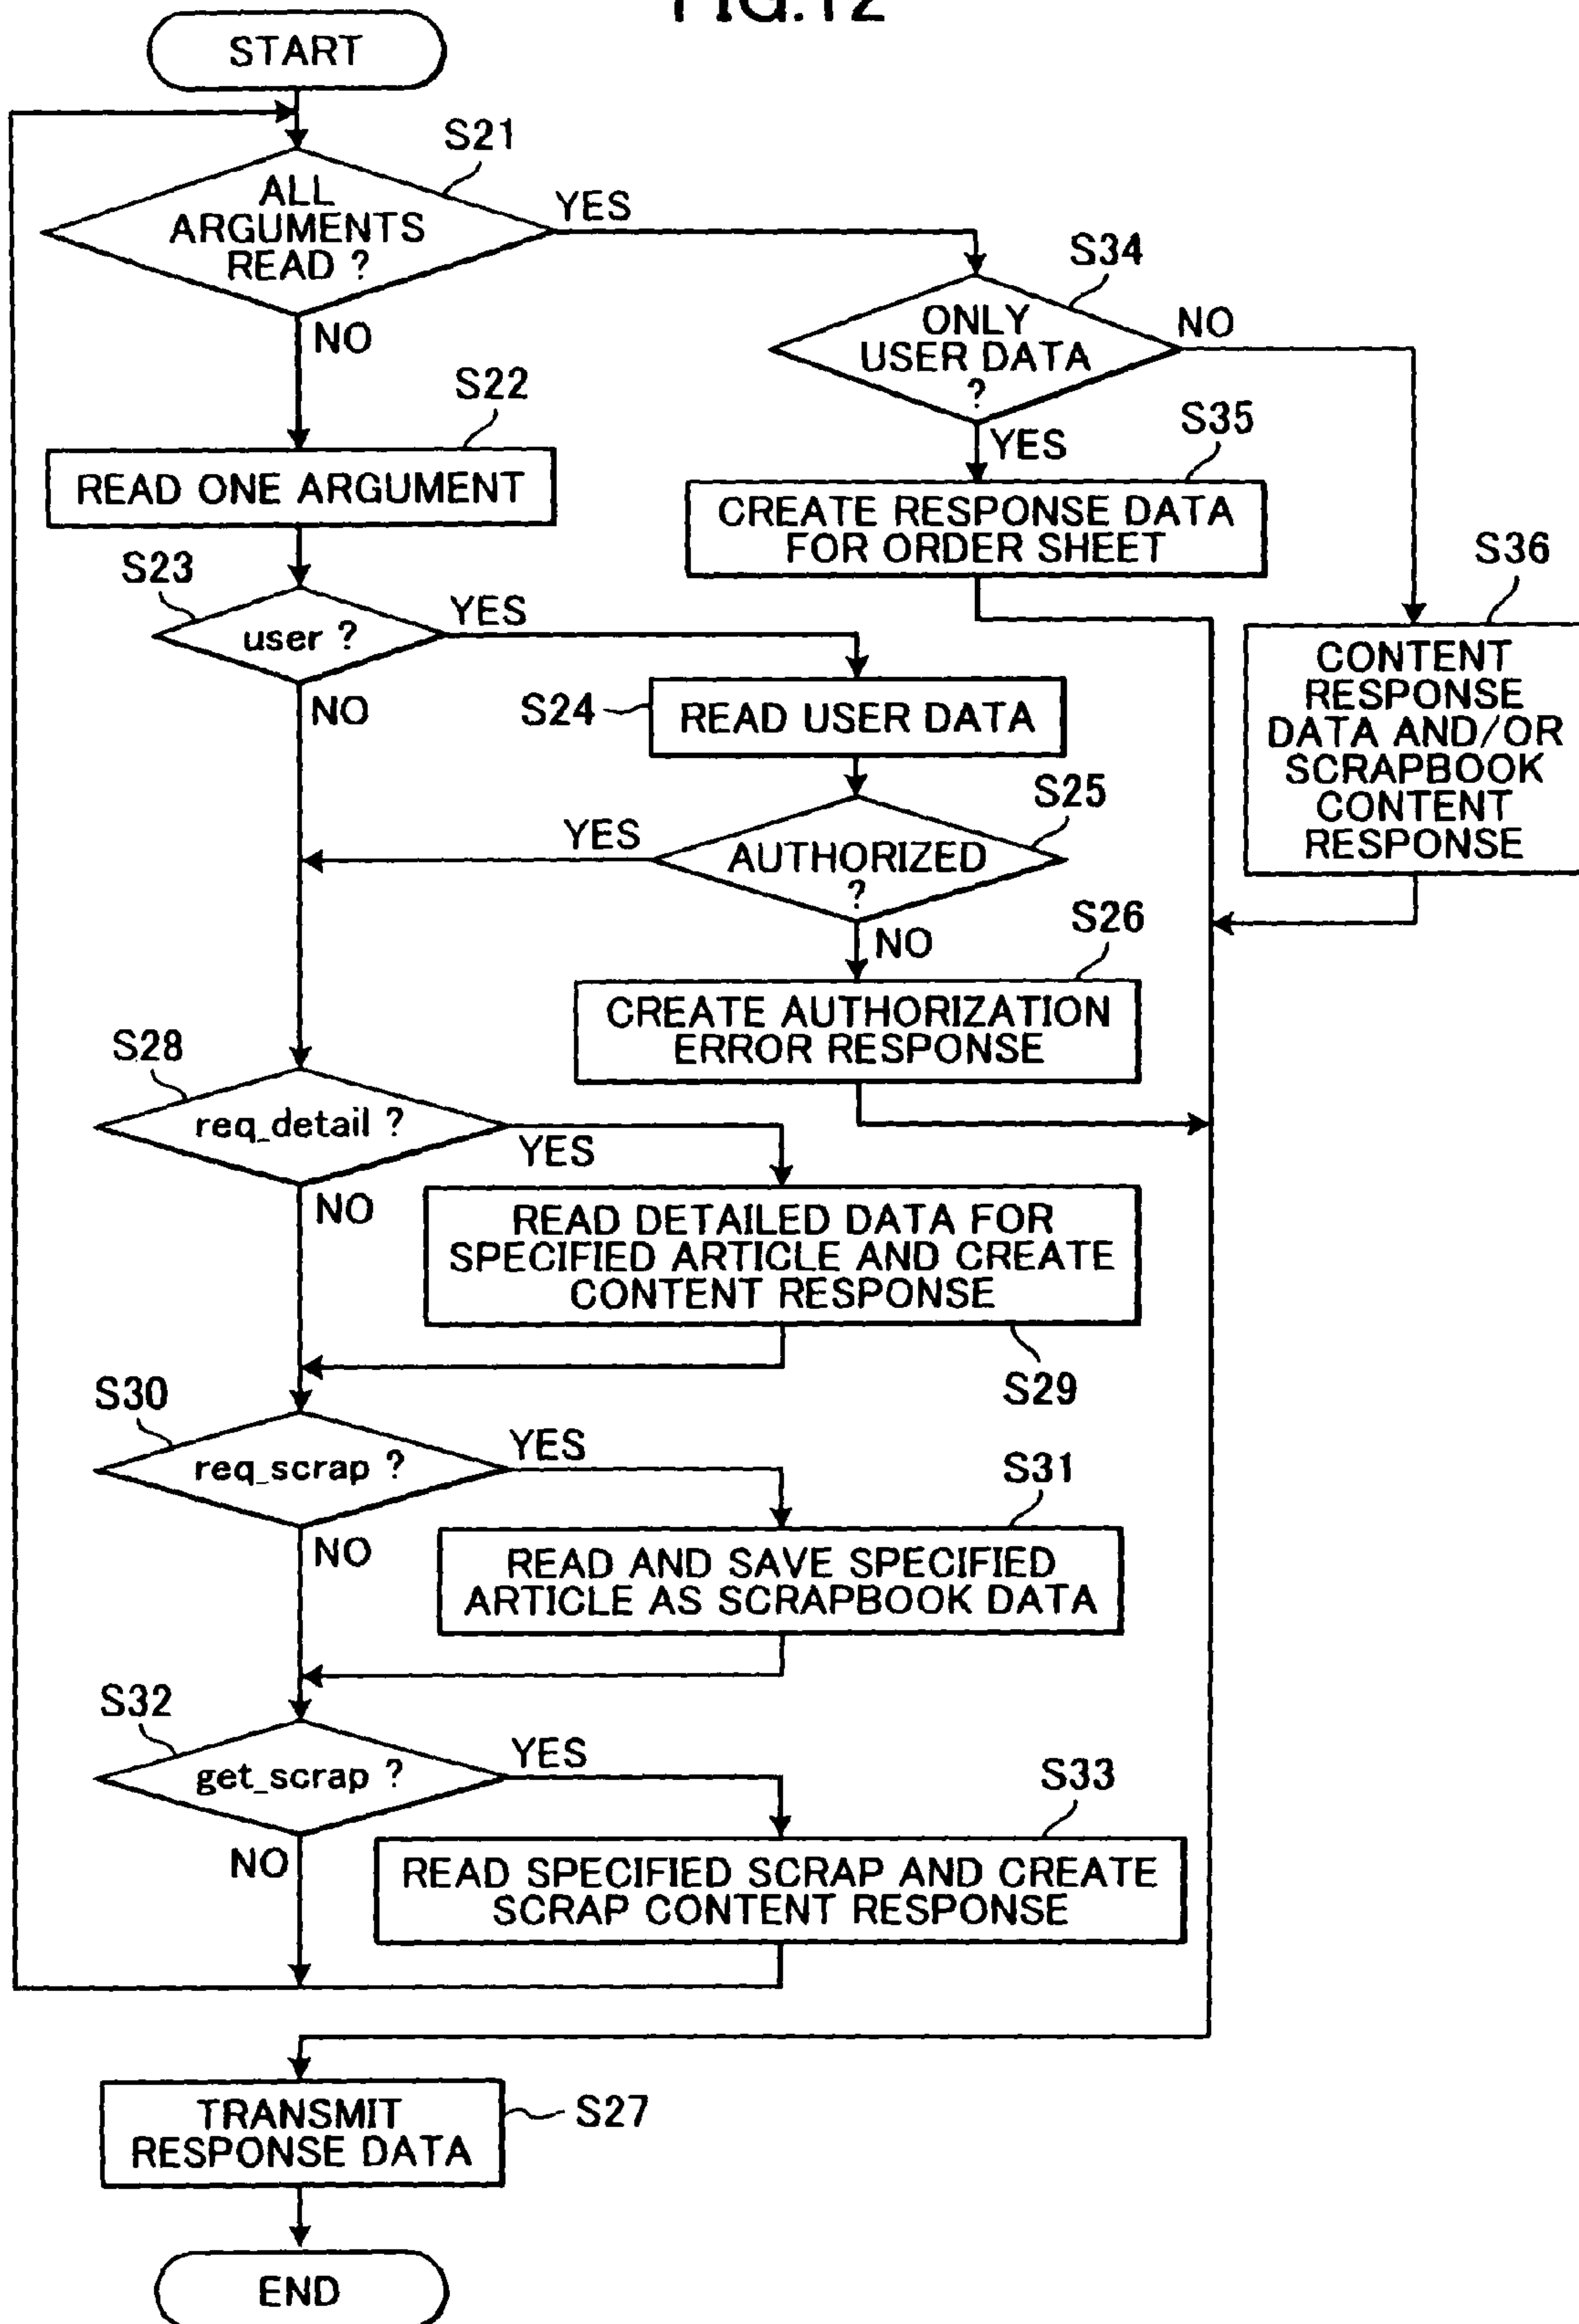 FIG.12
START
S21
ALL
ARGUMENTS
READ ?
YES
NO
S34
ONLY
USER DATA
?
NO
YES
S22
READ ONE ARGUMENT
S35
CREATE RESPONSE DATA
FOR ORDER SHEET
S36
CONTENT
RESPONSE
DATA AND/OR
SCRAPBOOK
CONTENT
RESPONSE
S23
user ?
YES
NO
S24
READ USER DATA
S25
AUTHORIZED
?
YES
NO
S26
CREATE AUTHORIZATION
ERROR RESPONSE
S28
req_detail ?
YES
NO
READ DETAILED DATA FOR
SPECIFIED ARTICLE AND CREATE
CONTENT RESPONSE
S29
S30
req_scrap ?
YES
NO
S31
READ AND SAVE SPECIFIED
ARTICLE AS SCRAPBOOK DATA
S32
get_scrap ?
YES
NO
S33
READ SPECIFIED SCRAP AND CREATE
SCRAP CONTENT RESPONSE
TRANSMIT
RESPONSE DATA
S27
END